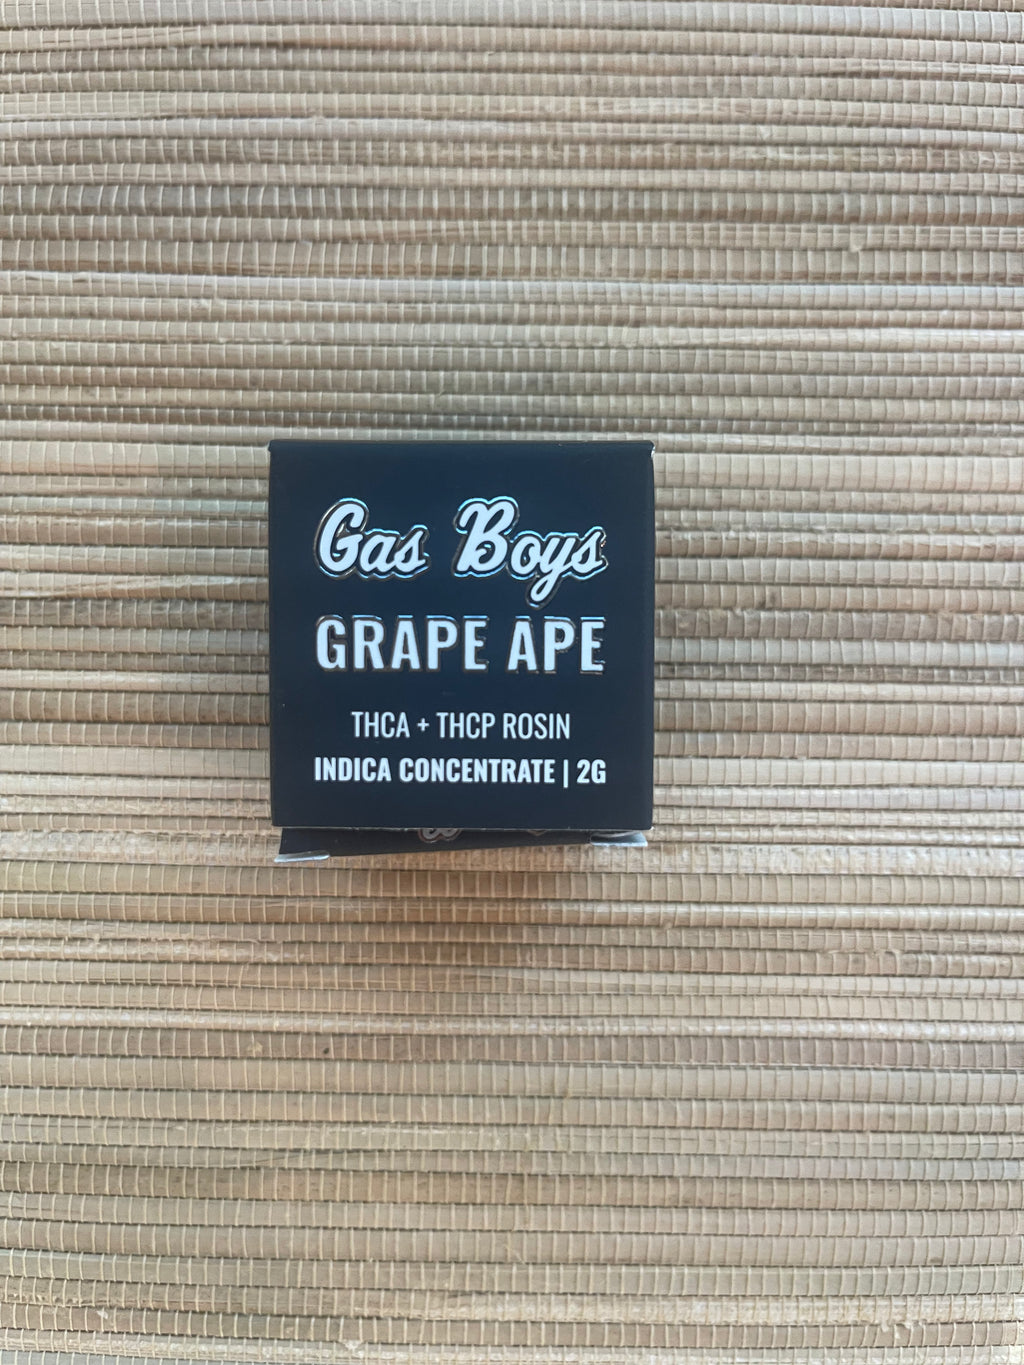 Gas Boys
GRAPE APE
THCA + THCP ROSIN
INDICA CONCENTRATE | 2G